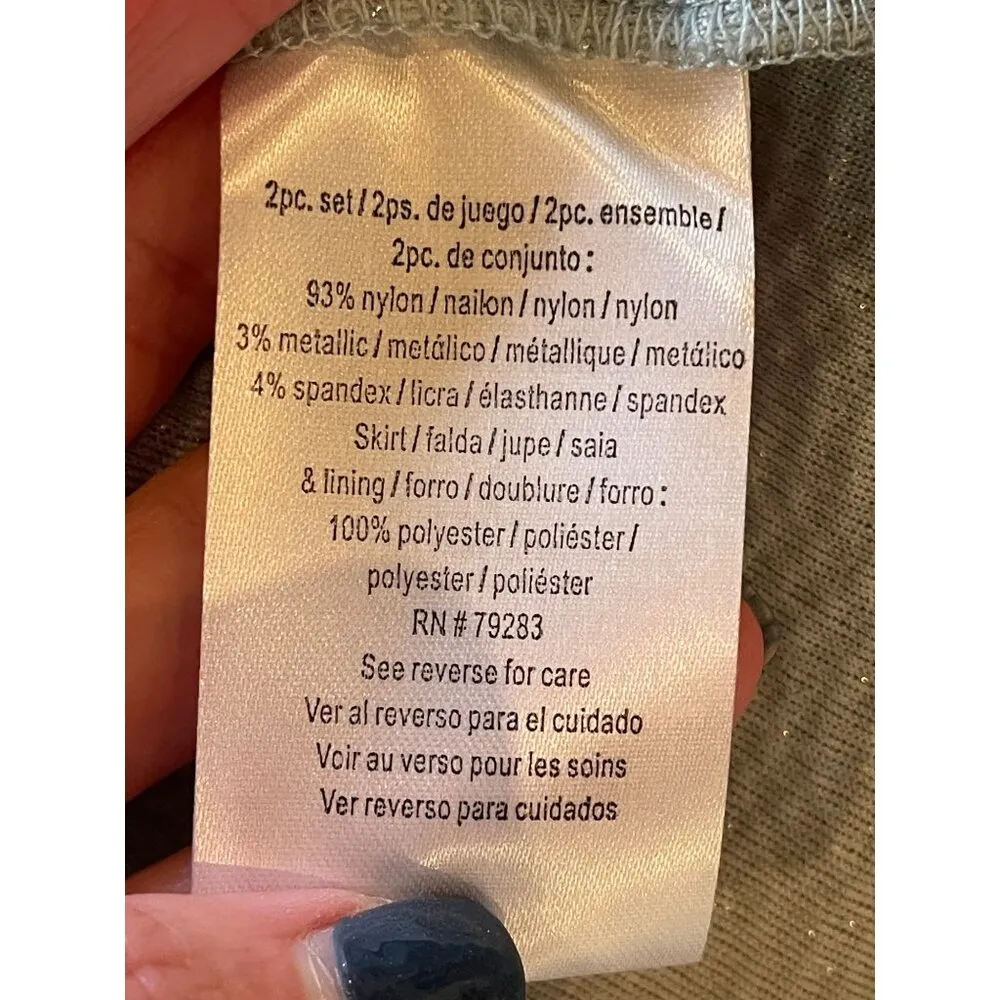 2pc. set / 2ps. de juego / 2pc. ensemble /
2pc. de conjunto :
93% nylon / nailon / nylon / nylon
3% metallic / metálico / métallique / metálico
4% spandex / licra / élasthanne / spandex
Skirt / falda / jupe / saia
& lining / forro / doublure / forro :
100% polyester / poliéster /
polyester / poliéster
RN # 79283
See reverse for care
Ver al reverso para el cuidado
Voir au verso pour les soins
Ver reverso para cuidados